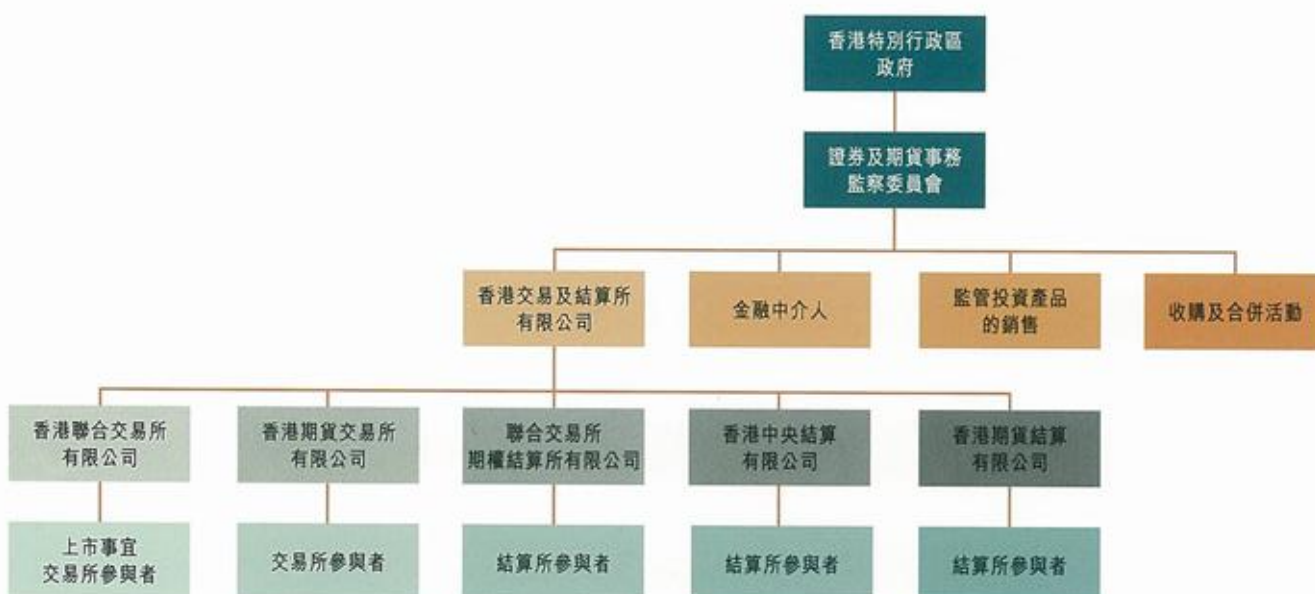 香港特別行政區
政府
證券及期貨事務
監察委員會
香港交易及結算所
有限公司
金融中介人
監管投資產品
的銷售
收購及合併活動
香港聯合交易所
有限公司
香港期貨交易所
有限公司
聯合交易所
期權結算所有限公司
香港中央結算
有限公司
香港期貨結算
有限公司
上市事宜
交易所參與者
交易所參與者
結算所參與者
結算所參與者
結算所參與者